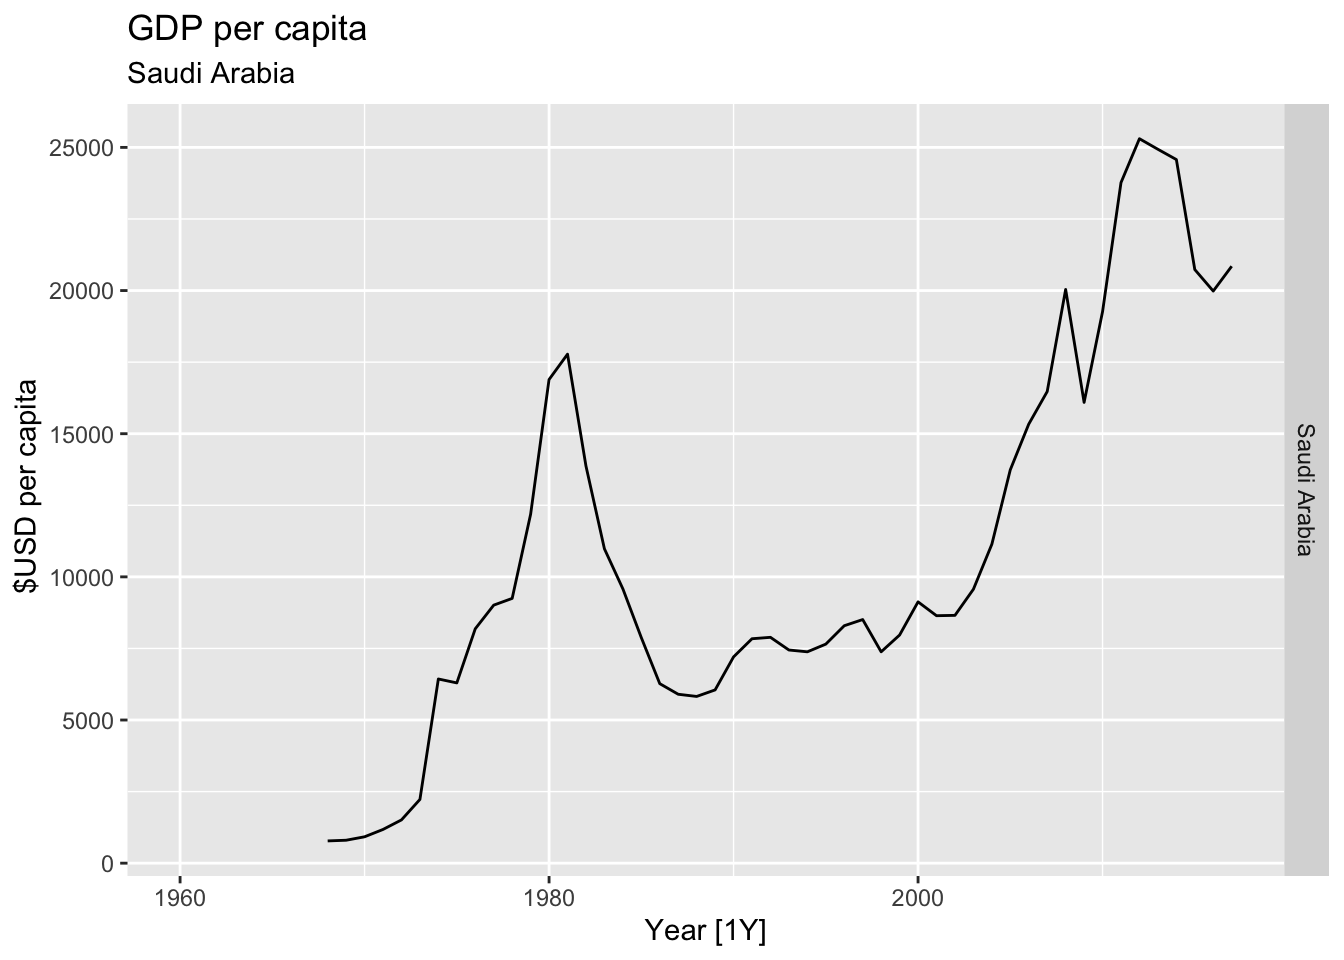 GDP per capita
Saudi Arabia
25000
20000
15000
10000
5000
0
$USD per capita
1960
1980
2000
Year [1Y]
Saudi Arabia